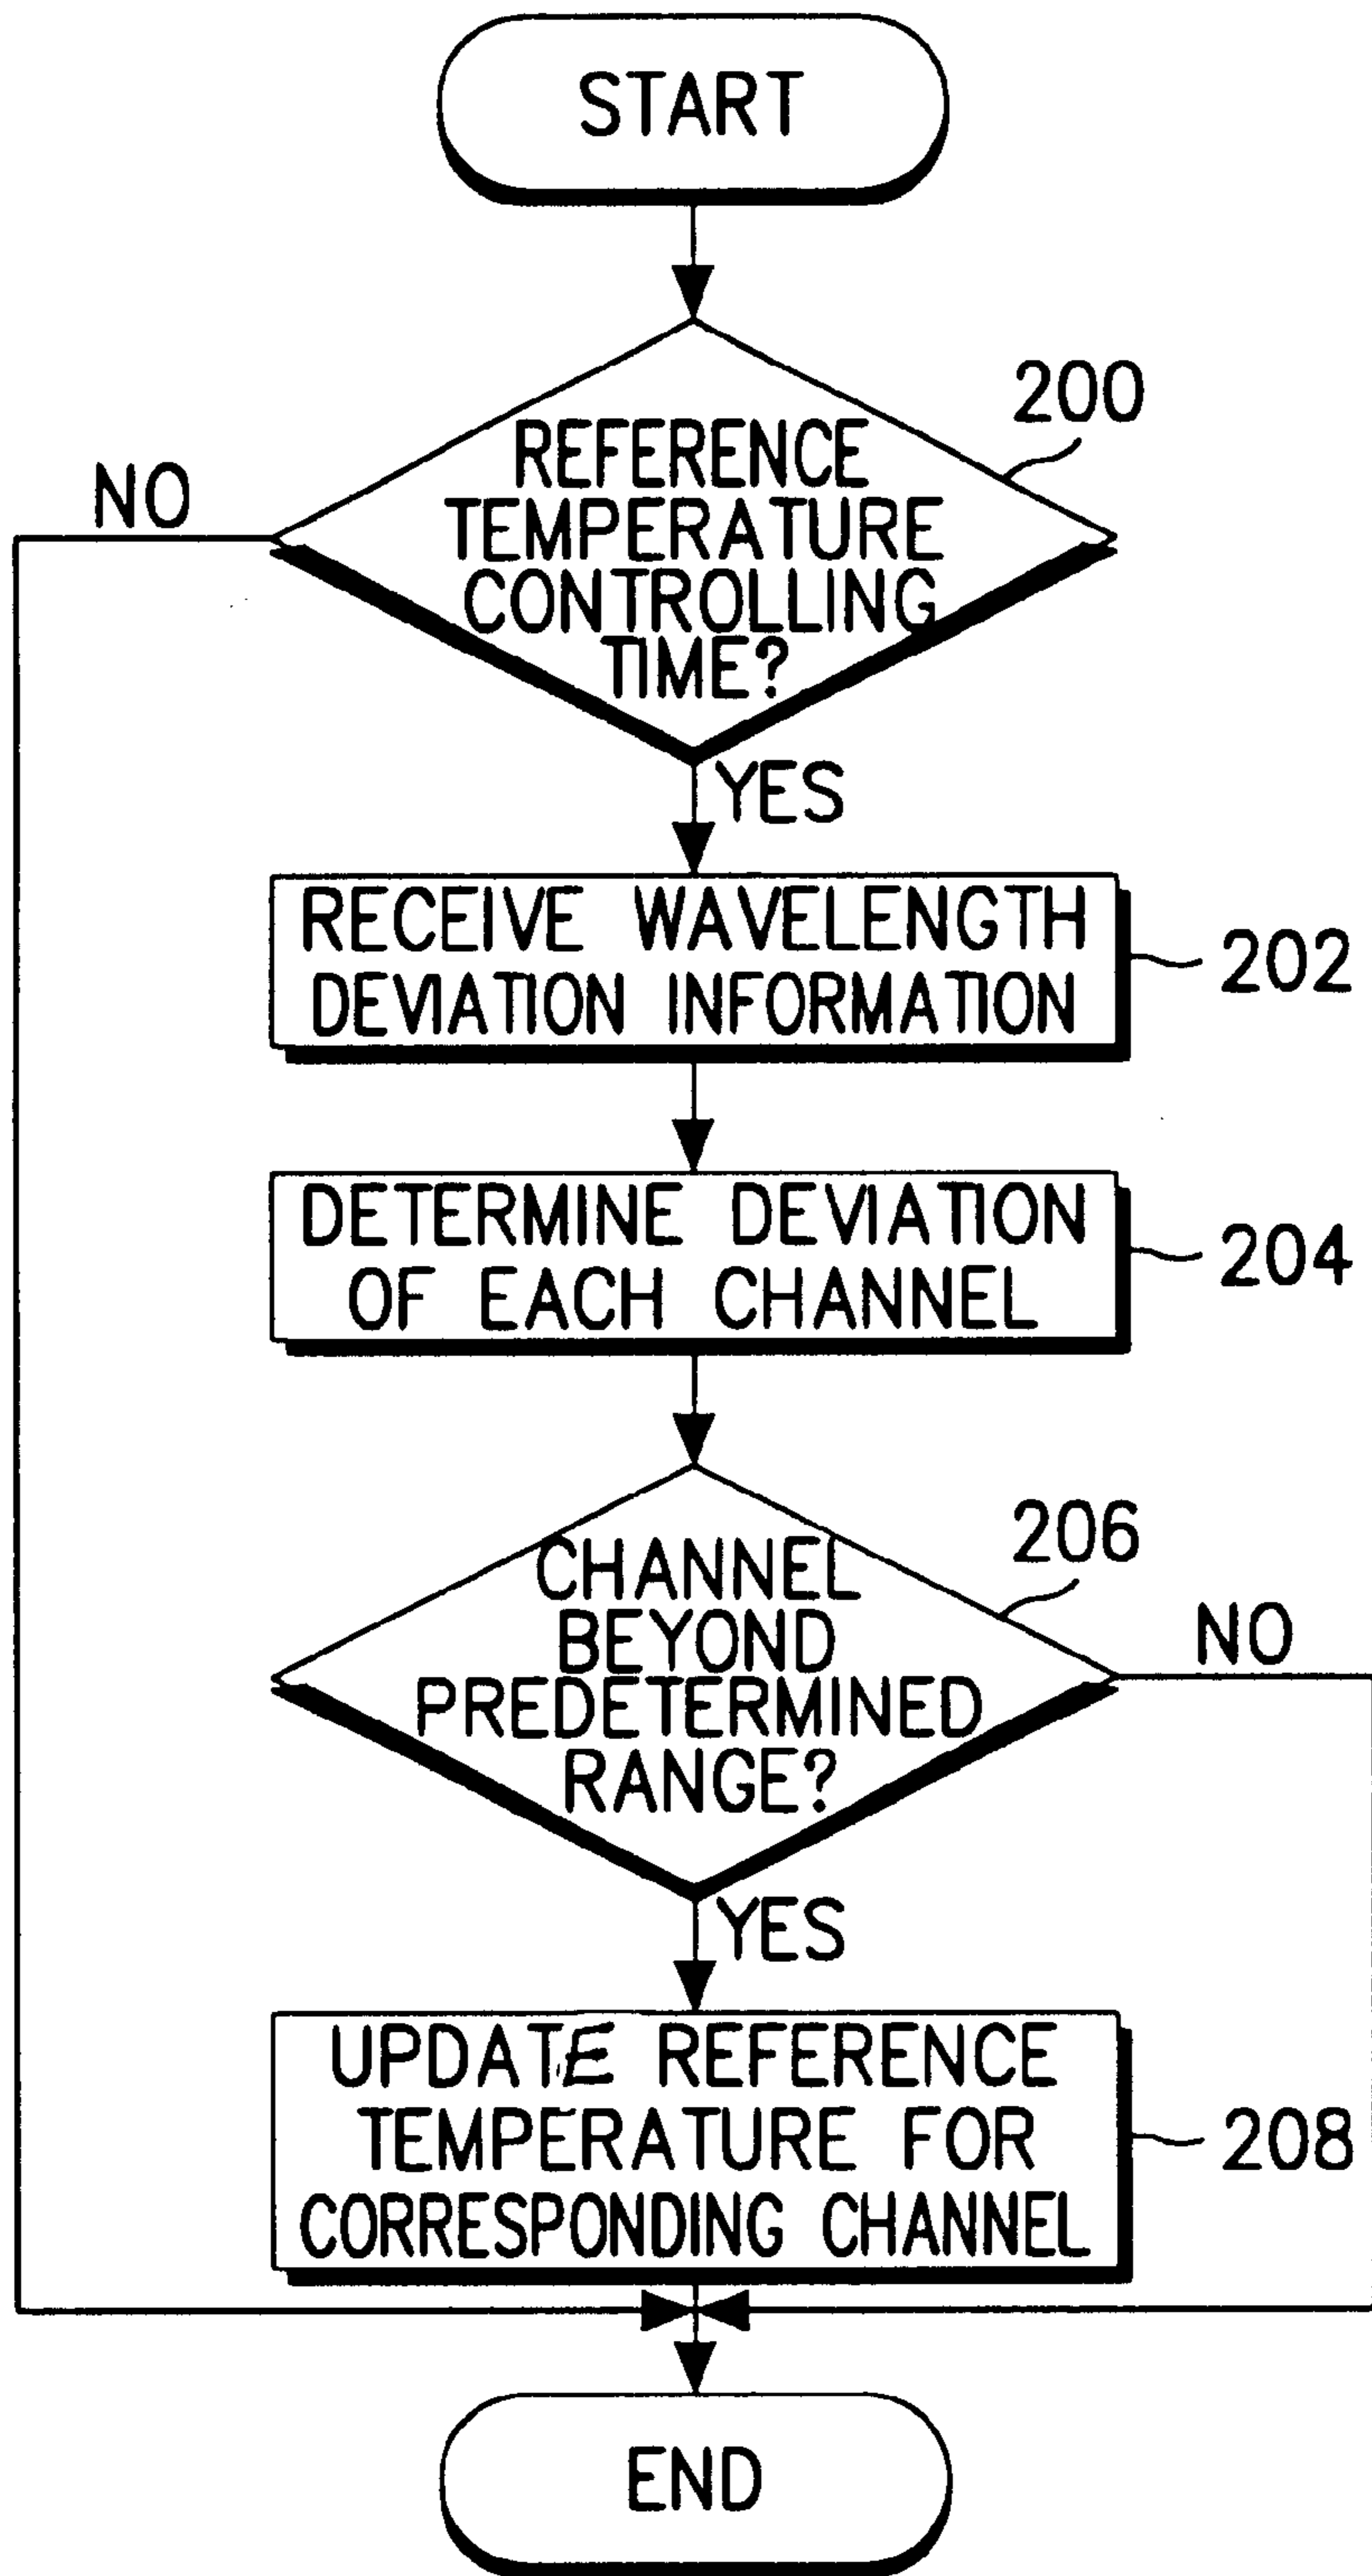 START
200
REFERENCE
TEMPERATURE
CONTROLLING
TIME?
NO
YES
RECEIVE WAVELENGTH
DEVIATION INFORMATION
202
DETERMINE DEVIATION
OF EACH CHANNEL
204
206
CHANNEL
BEYOND
PREDETERMINED
RANGE?
NO
YES
UPDATE REFERENCE
TEMPERATURE FOR
CORRESPONDING CHANNEL
208
END